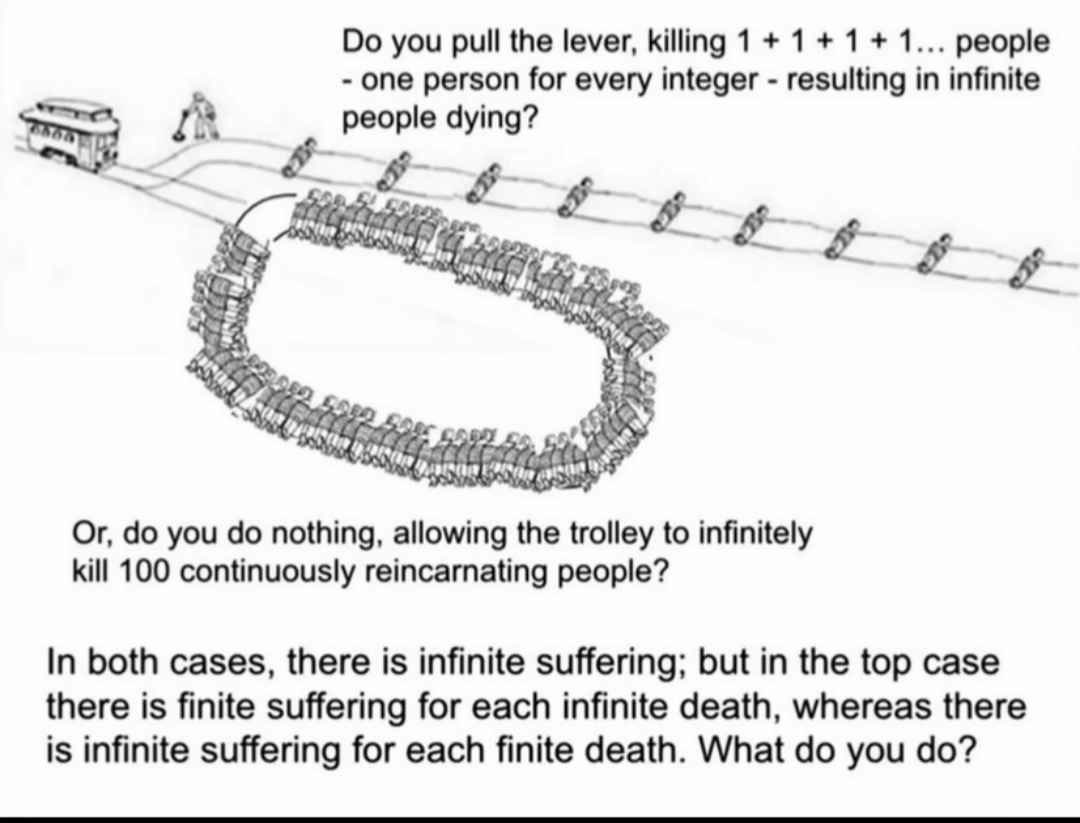 Do you pull the lever, killing 1 + 1 + 1 + 1... people
- one person for every integer - resulting in infinite
people dying?
Or, do you do nothing, allowing the trolley to infinitely
kill 100 continuously reincarnating people?
In both cases, there is infinite suffering; but in the top case
there is finite suffering for each infinite death, whereas there
is infinite suffering for each finite death. What do you do?